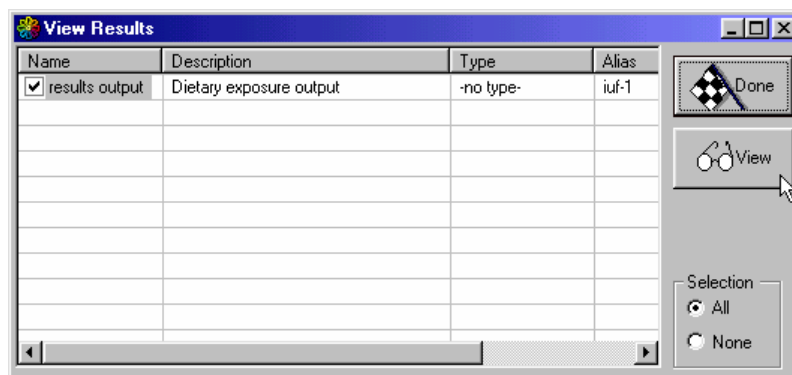 View Results
Name Description Type Alias
results output Dietary exposure output -no type- iuf-1
Done
View
Selection
All
None